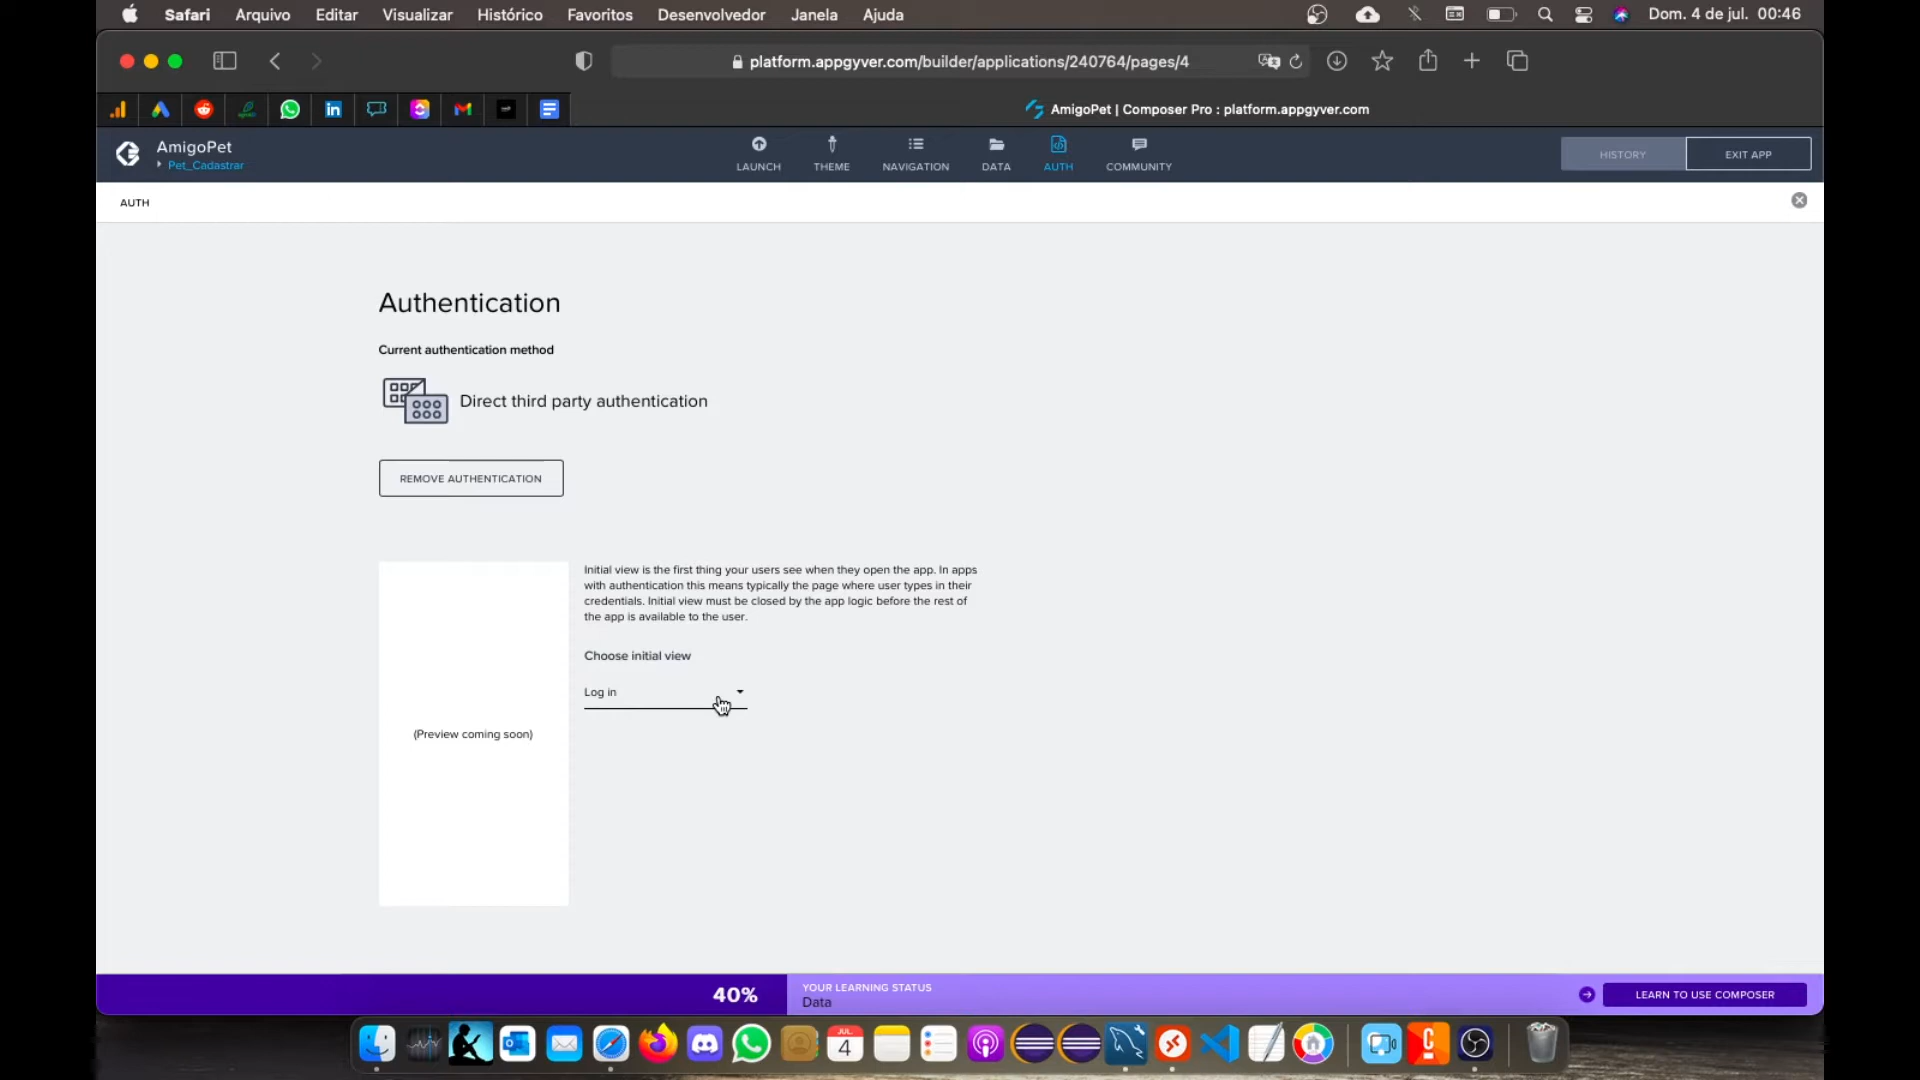 Safari Arquivo Editar Visualizar Histórico Favoritos Desenvolvedor Janela Ajuda Dom. 4 de jul. 00:46
platform.appgyver.com/builder/applications/240764/pages/4
AmigoPet | Composer Pro : platform.appgyver.com
AmigoPet
Pet_Cadastrar
LAUNCH THEME NAVIGATION DATA AUTH COMMUNITY
HISTORY EXIT APP
AUTH
Authentication
Current authentication method
Direct third party authentication
REMOVE AUTHENTICATION
Initial view is the first thing your users see when they open the app. In apps
with authentication this means typically the page where user types in their
credentials. Initial view must be closed by the app logic before the rest of
the app is available to the user.
Choose initial view
Log in
(Preview coming soon)
40%
YOUR LEARNING STATUS
Data
LEARN TO USE COMPOSER
JUL.
4